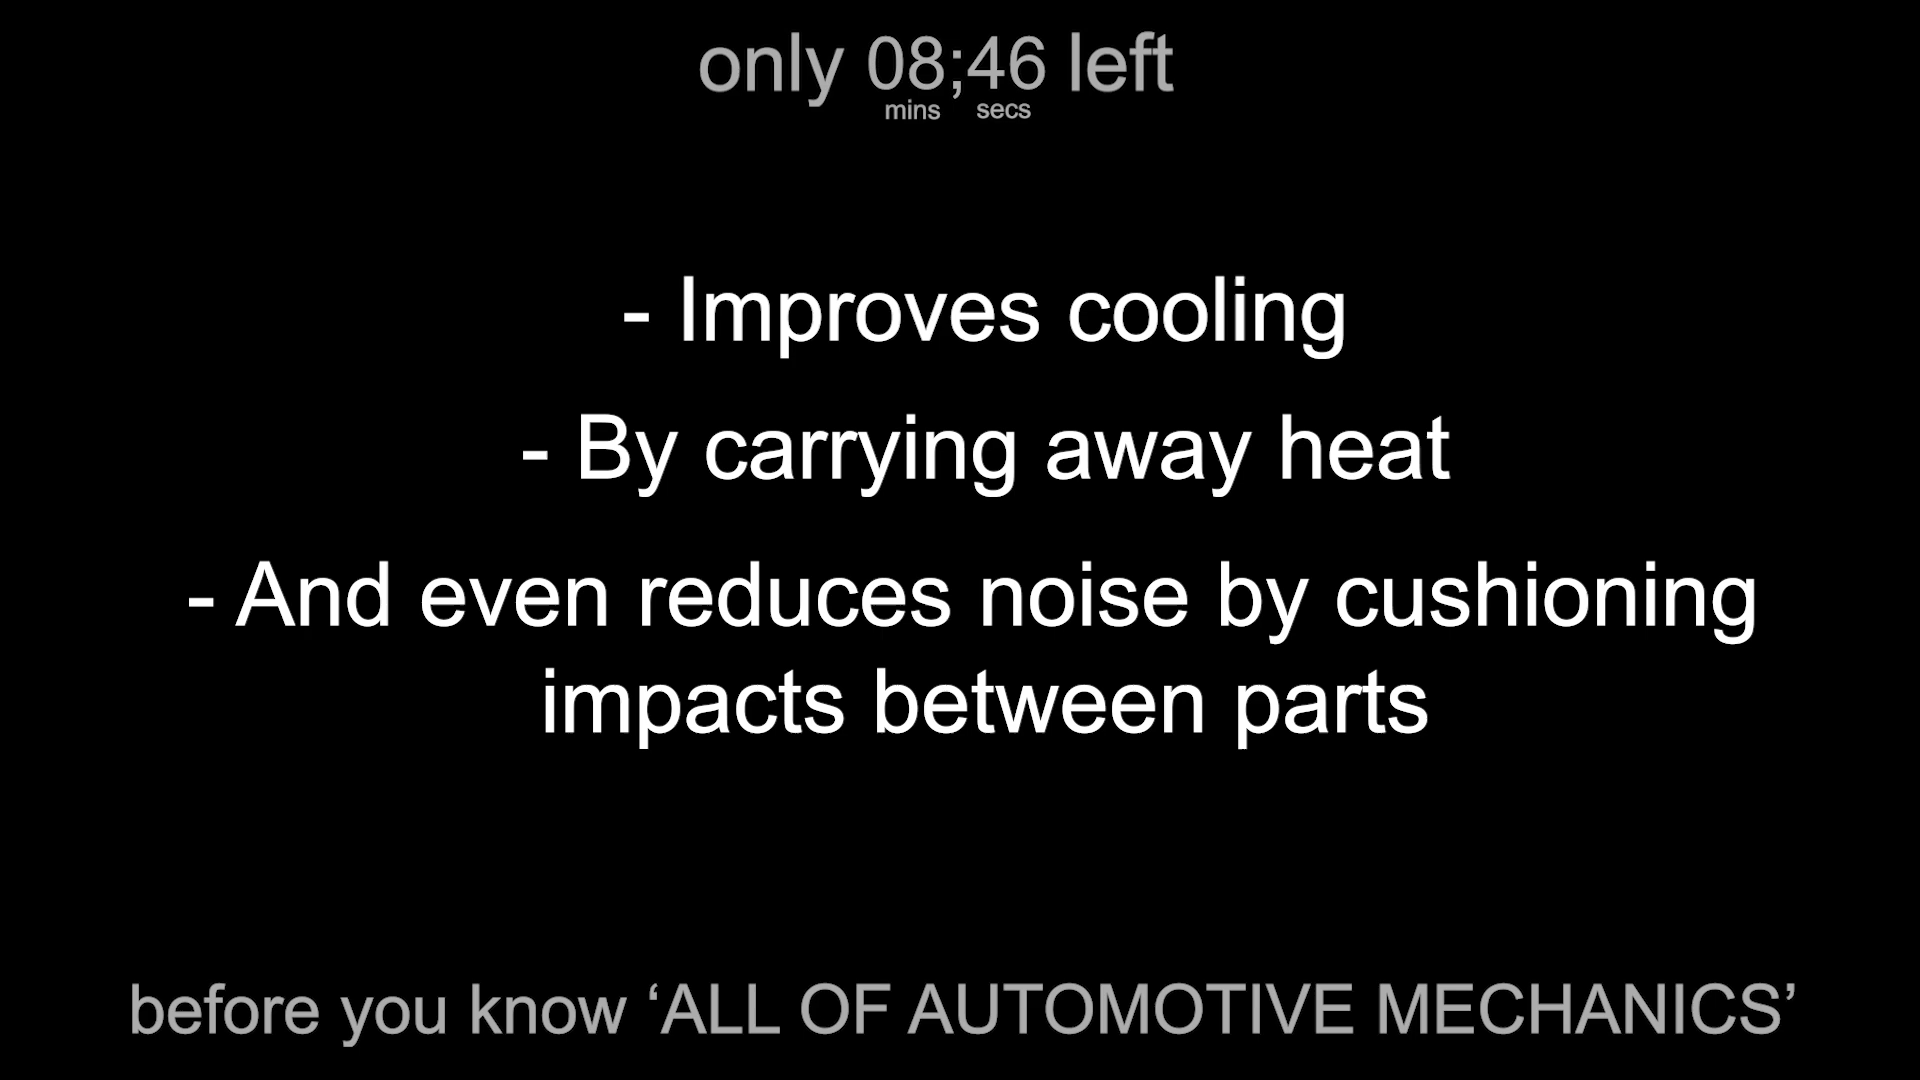 only 08;46 left
mins secs
- Improves cooling
- By carrying away heat
- And even reduces noise by cushioning
impacts between parts
before you know ‘ALL OF AUTOMOTIVE MECHANICS’